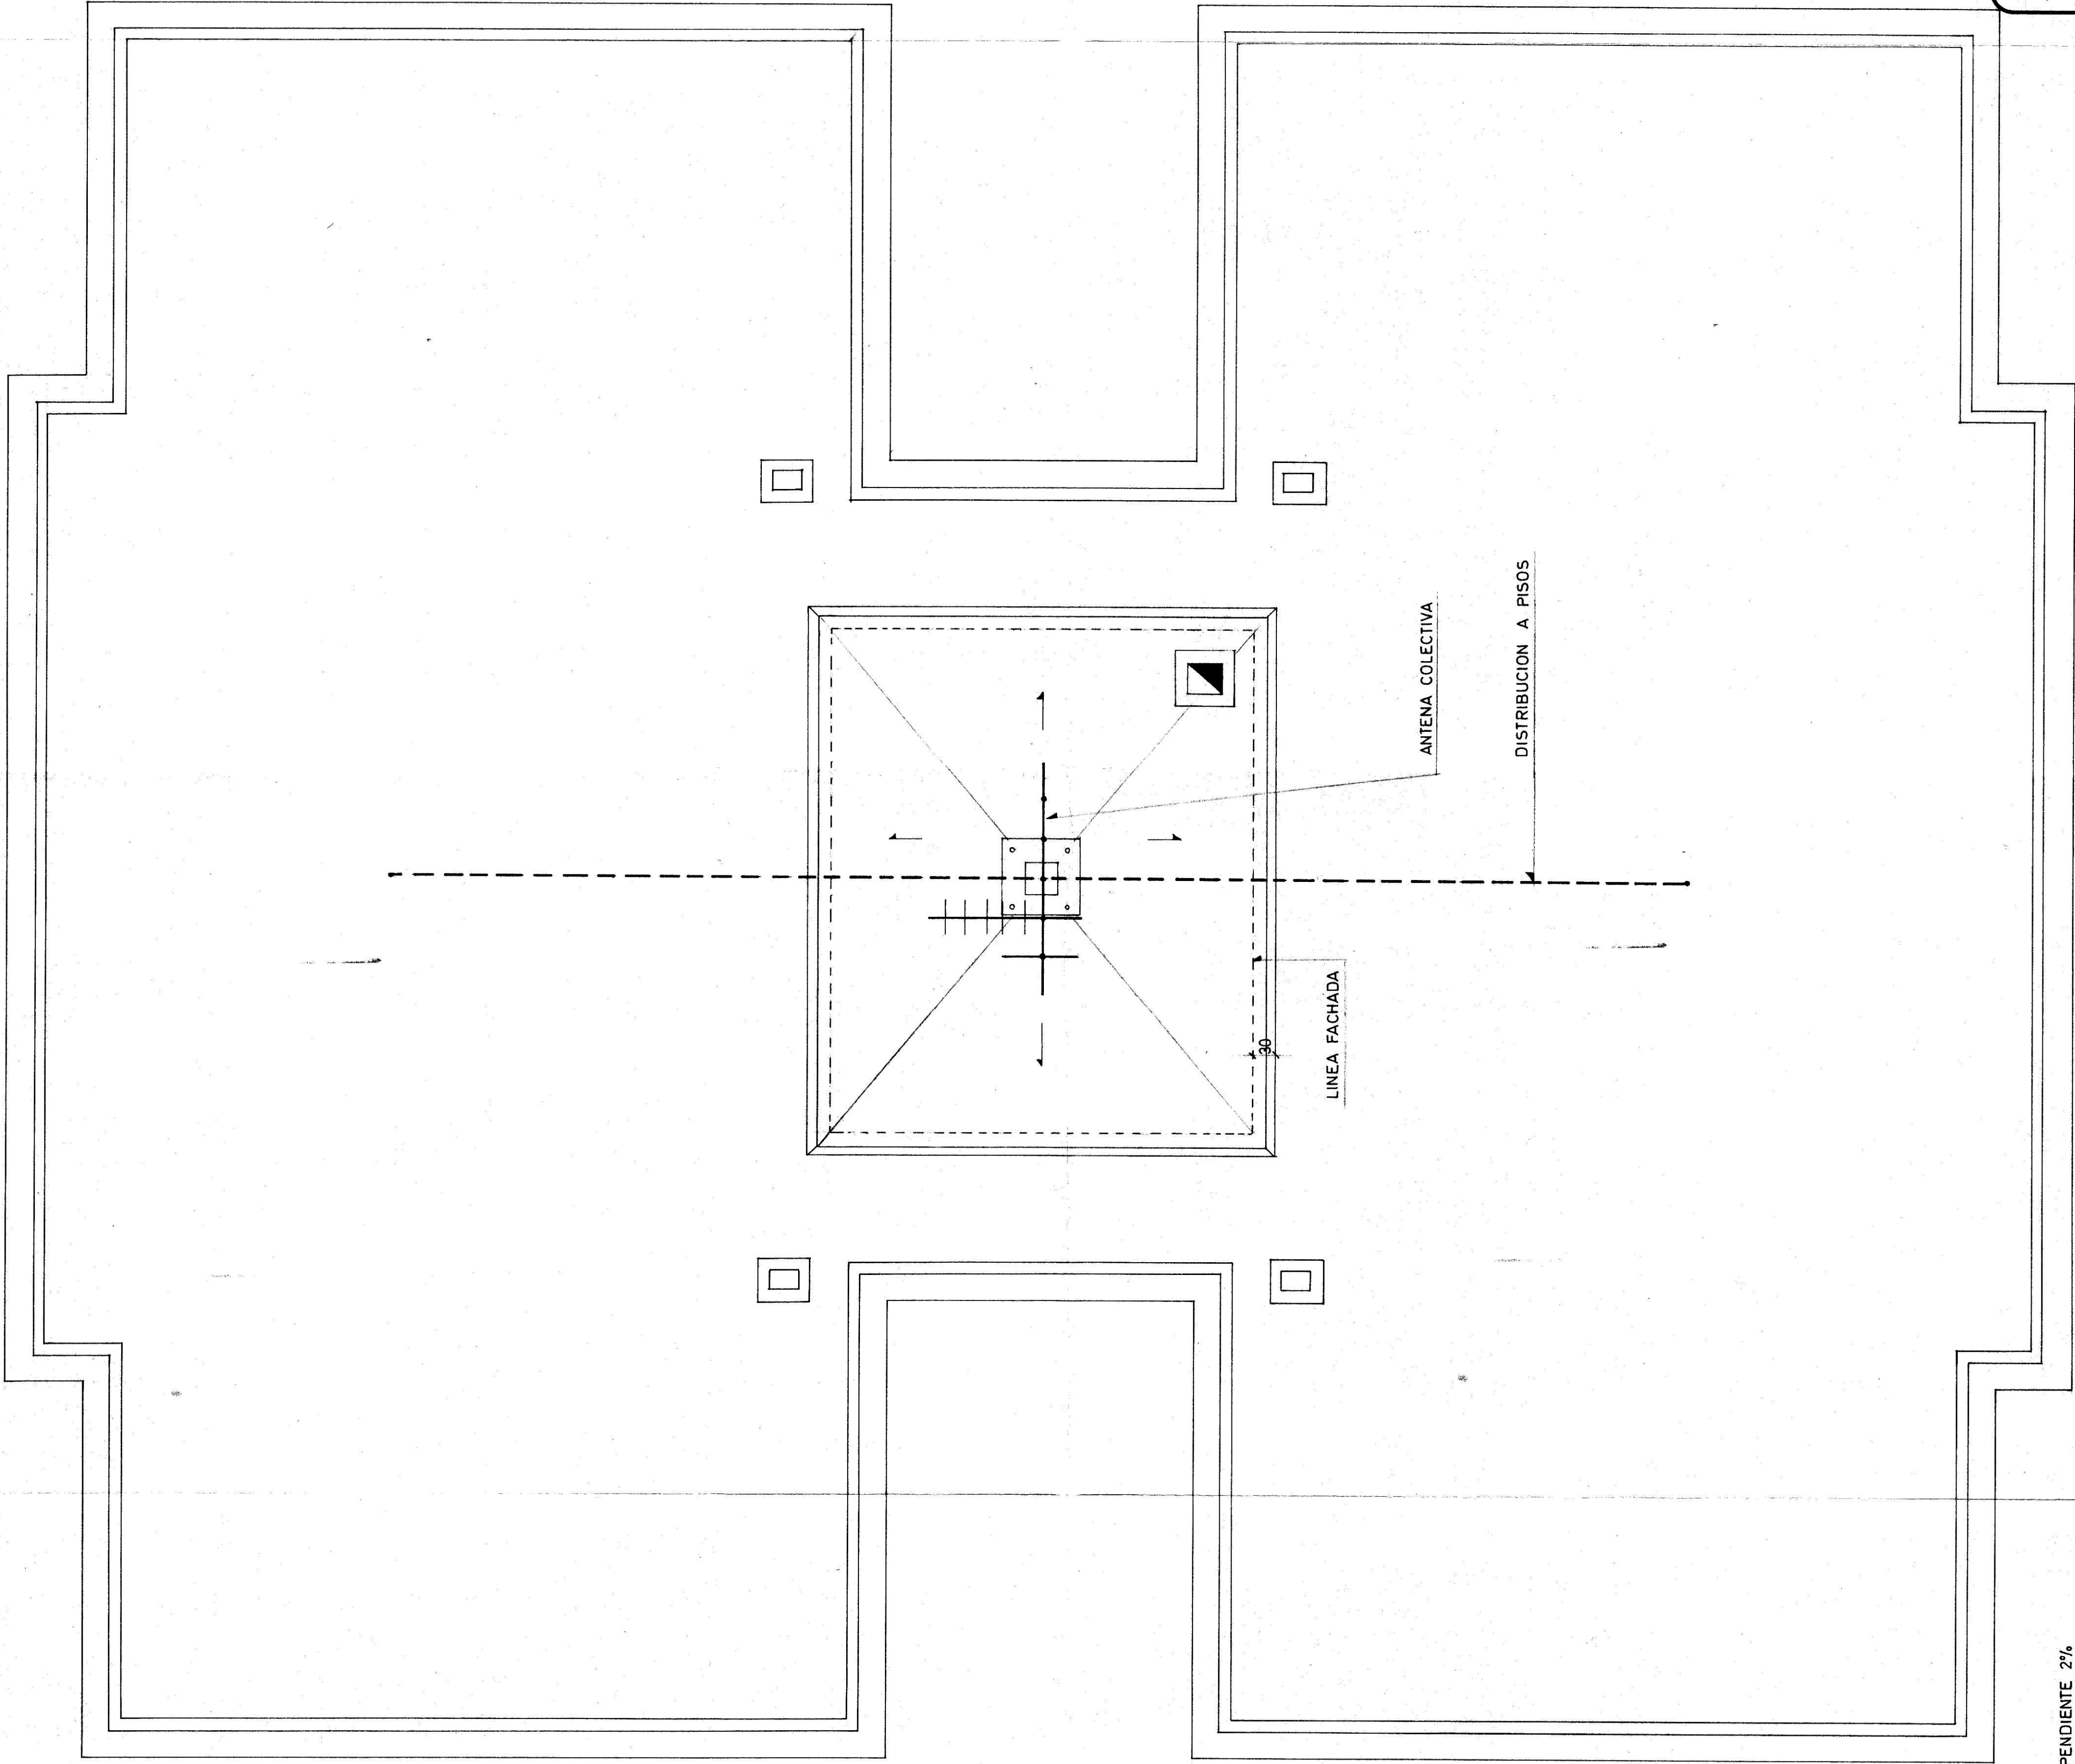 ANTENA COLECTIVA
DISTRIBUCION A PISOS
LINEA FACHADA
30
PENDIENTE 2%